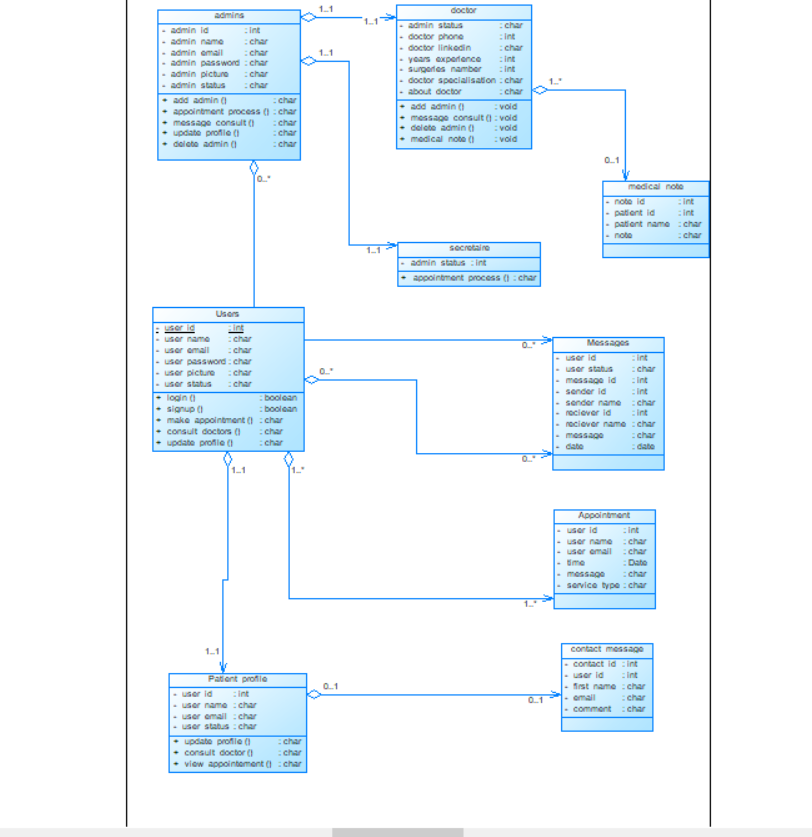 admins
- admin id : int
- admin name : char
- admin email : char
- admin password : char
- admin picture : char
- admin status : char
+ add admin () : char
+ appointment process () : char
+ message consult () : char
+ update profile () : char
+ delete admin () : char
1..1
1..1
1..1
0..*
doctor
- admin status : char
- doctor phone : int
- doctor linkedin : char
- years experience : int
- surgeries namber : int
- doctor specialisation : char
- about doctor : char
+ add admin () : void
+ message consult () : void
+ delete admin () : void
+ medical note () : void
1..*
0..1
medical note
- note id : int
- patient id : int
- patient name : char
- note : char
1..1
secretaire
- admin status : int
+ appointment process () : char
Users
- user id : int
- user name : char
- user email : char
- user password : char
- user picture : char
- user status : char
+ login () : boolean
+ signup () : boolean
+ make appointment () : char
+ consult doctors () : char
+ update profile () : char
0..*
0..*
0..*
1..1
1..*
Messages
- user id : int
- user status : char
- message id : int
- sender id : int
- sender name : char
- reciever id : int
- reciever name : char
- message : char
- date : date
Appointment
- user id : int
- user name : char
- user email : char
- time : Date
- message : char
- service type : char
1..*
1..1
Patient profile
- user id : int
- user name : char
- user email : char
- user status : char
+ update profile () : char
+ consult doctor () : char
+ view appointement () : char
0..1
0..1
contact message
- contact id : int
- user id : int
- first name : char
- email : char
- comment : char